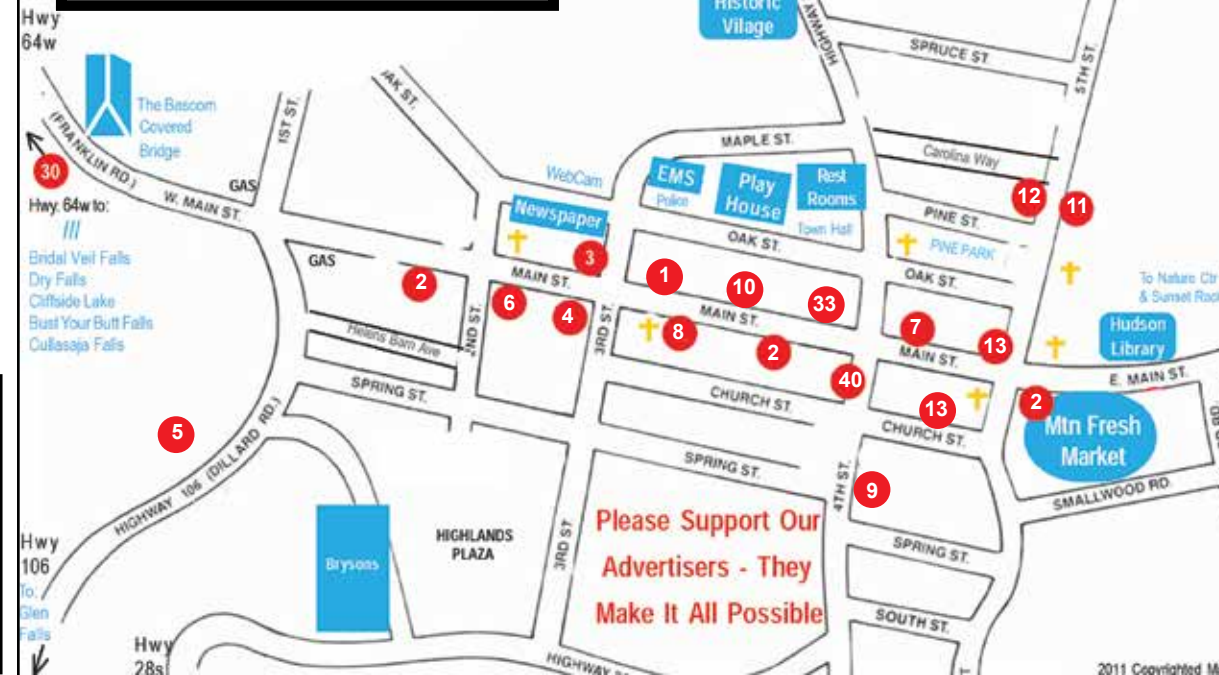 Hwy
64w
Historic
Vilage
HIGHWAY
SPRUCE ST.
5TH ST.
The Bascom
Covered
Bridge
1ST ST.
OAK ST.
(FRANKLIN RD.)
30
GAS
W. MAIN ST.
MAPLE ST.
Carolina Way
WebCam
EMS
Police
Play
House
Rest
Rooms
Town Hall
12
11
PINE ST.
Hwy. 64w to:
///
Bridal Veil Falls
Dry Falls
Cliffside Lake
Bust Your Butt Falls
Cullasaja Falls
Newspaper
OAK ST.
PINE PARK
GAS
2
3
MAIN ST.
1
10
33
OAK ST.
To Nature Ctr
& Sunset Rock
6
4
2ND ST.
3RD ST.
8
MAIN ST.
2
7
13
MAIN ST.
Hudson
Library
Helens Barn Ave
40
E. MAIN ST.
SPRING ST.
CHURCH ST.
13
2
CHURCH ST.
Mtn Fresh
Market
5
HIGHWAY 106 (DILLARD RD.)
SPRING ST.
4TH ST.
9
SMALLWOOD RD.
Please Support Our
Advertisers - They
Make It All Possible
HIGHLANDS
PLAZA
3RD ST
SPRING ST.
Brysons
Hwy
106
To:
Glen
Falls
SOUTH ST.
Hwy
28s
HIGHWAY
2011 Copyrighted